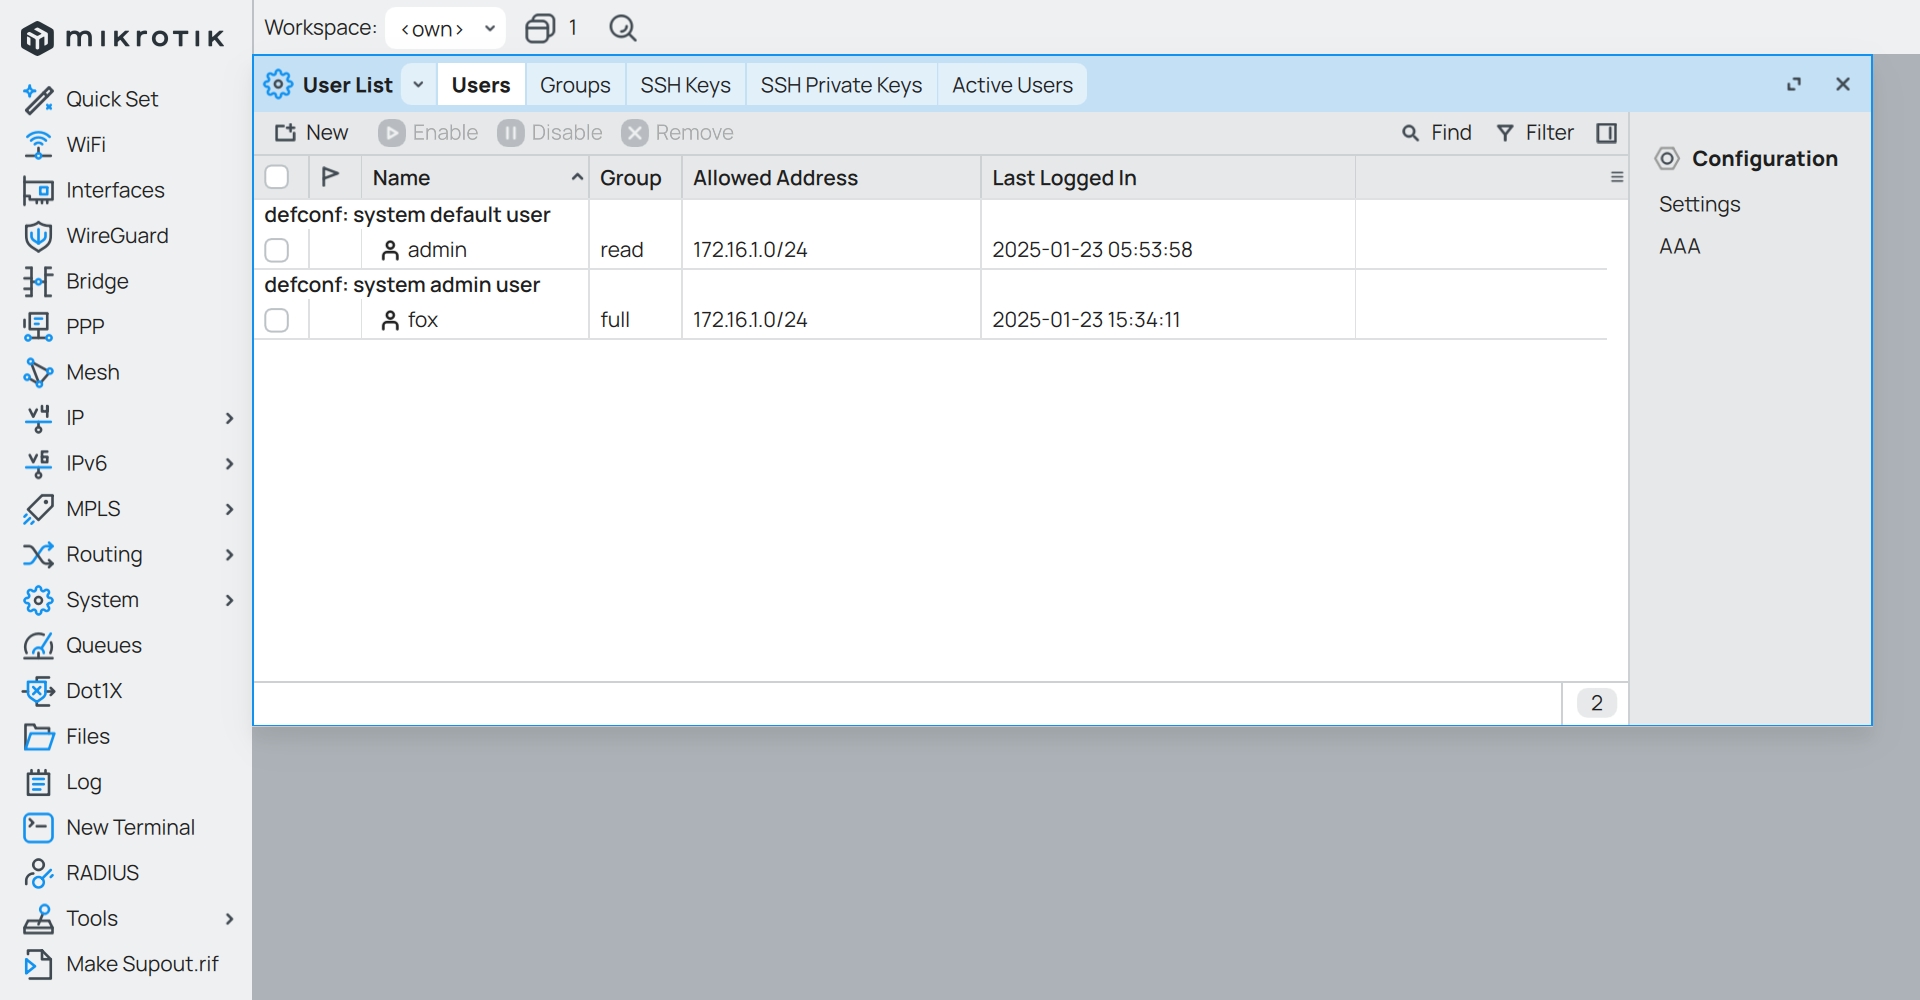 mikrotik
Workspace: <own> 1
User List Users Groups SSH Keys SSH Private Keys Active Users
New Enable Disable Remove Find Filter
Name Group Allowed Address Last Logged In
defconf: system default user
admin read 172.16.1.0/24 2025-01-23 05:53:58
defconf: system admin user
fox full 172.16.1.0/24 2025-01-23 15:34:11
2
Configuration
Settings
AAA
Quick Set
WiFi
Interfaces
WireGuard
Bridge
PPP
Mesh
v4 IP
v6 IPv6
MPLS
Routing
System
Queues
Dot1X
Files
Log
New Terminal
RADIUS
Tools
Make Supout.rif